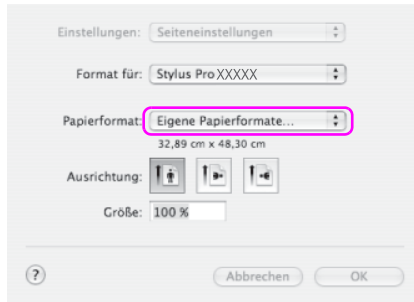 Einstellungen: Seiteneinstellungen
Format für: Stylus Pro XXXXX
Papierformat: Eigene Papierformate...
32,89 cm x 48,30 cm
Ausrichtung:
Größe: 100 %
? Abbrechen OK